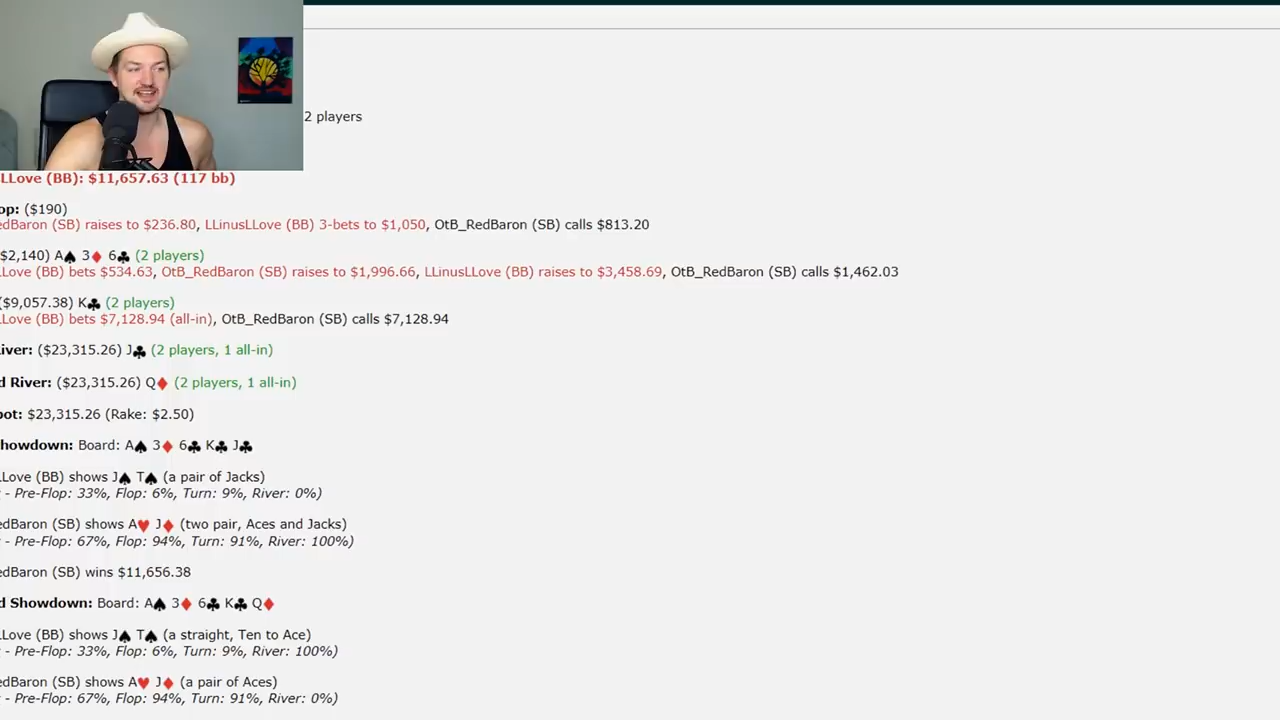 2 players
LLove (BB): $11,657.63 (117 bb)
op: ($190)
edBaron (SB) raises to $236.80, LLinusLLove (BB) 3-bets to $1,050, OtB_RedBaron (SB) calls $813.20
$2,140) A♠ 3♦ 6♣ (2 players)
Love (BB) bets $534.63, OtB_RedBaron (SB) raises to $1,996.66, LLinusLLove (BB) raises to $3,458.69, OtB_RedBaron (SB) calls $1,462.03
($9,057.38) K♣ (2 players)
Love (BB) bets $7,128.94 (all-in), OtB_RedBaron (SB) calls $7,128.94
iver: ($23,315.26) J♣ (2 players, 1 all-in)
d River: ($23,315.26) Q♦ (2 players, 1 all-in)
pot: $23,315.26 (Rake: $2.50)
howdown: Board: A♠ 3♦ 6♣ K♣ J♣
LLove (BB) shows J♠ T♠ (a pair of Jacks)
- Pre-Flop: 33%, Flop: 6%, Turn: 9%, River: 0%)
edBaron (SB) shows A♥ J♦ (two pair, Aces and Jacks)
- Pre-Flop: 67%, Flop: 94%, Turn: 91%, River: 100%)
edBaron (SB) wins $11,656.38
d Showdown: Board: A♠ 3♦ 6♣ K♣ Q♦
LLove (BB) shows J♠ T♠ (a straight, Ten to Ace)
- Pre-Flop: 33%, Flop: 6%, Turn: 9%, River: 100%)
edBaron (SB) shows A♥ J♦ (a pair of Aces)
- Pre-Flop: 67%, Flop: 94%, Turn: 91%, River: 0%)